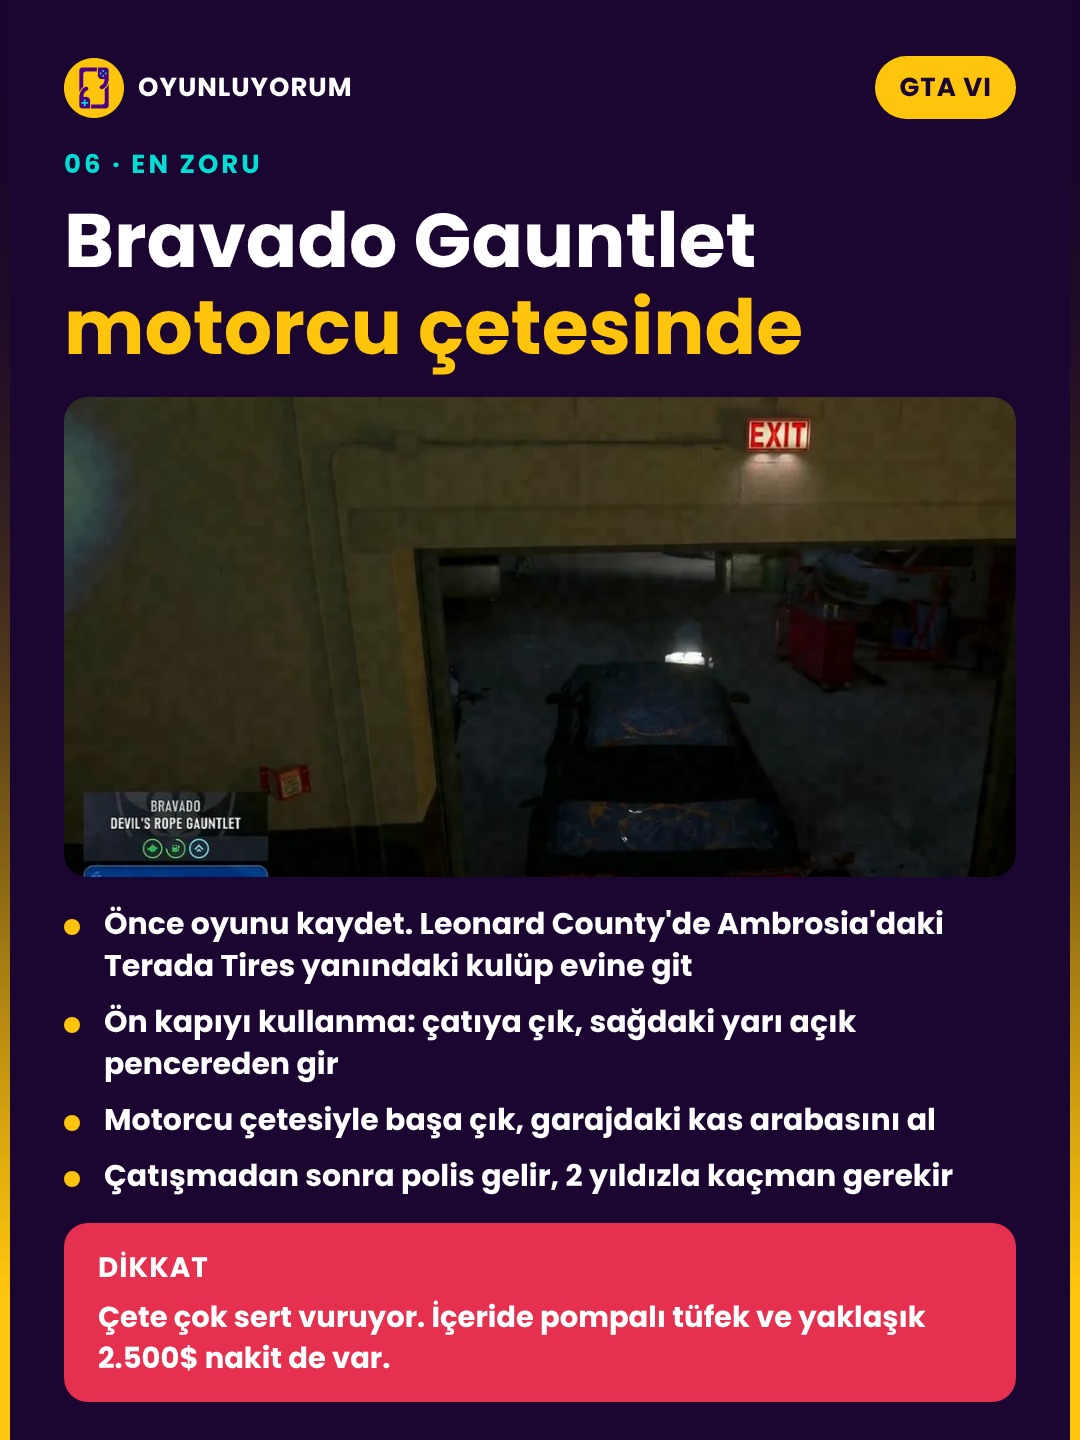 OYUNLUYORUM
GTA VI
06 · EN ZORU
Bravado Gauntlet
motorcu çetesinde
EXIT
BRAVADO
DEVIL'S ROPE GAUNTLET
Önce oyunu kaydet. Leonard County'de Ambrosia'daki
Terada Tires yanındaki kulüp evine git
Ön kapıyı kullanma: çatıya çık, sağdaki yarı açık
pencereden gir
Motorcu çetesiyle başa çık, garajdaki kas arabasını al
Çatışmadan sonra polis gelir, 2 yıldızla kaçman gerekir
DİKKAT
Çete çok sert vuruyor. İçeride pompalı tüfek ve yaklaşık
2.500$ nakit de var.